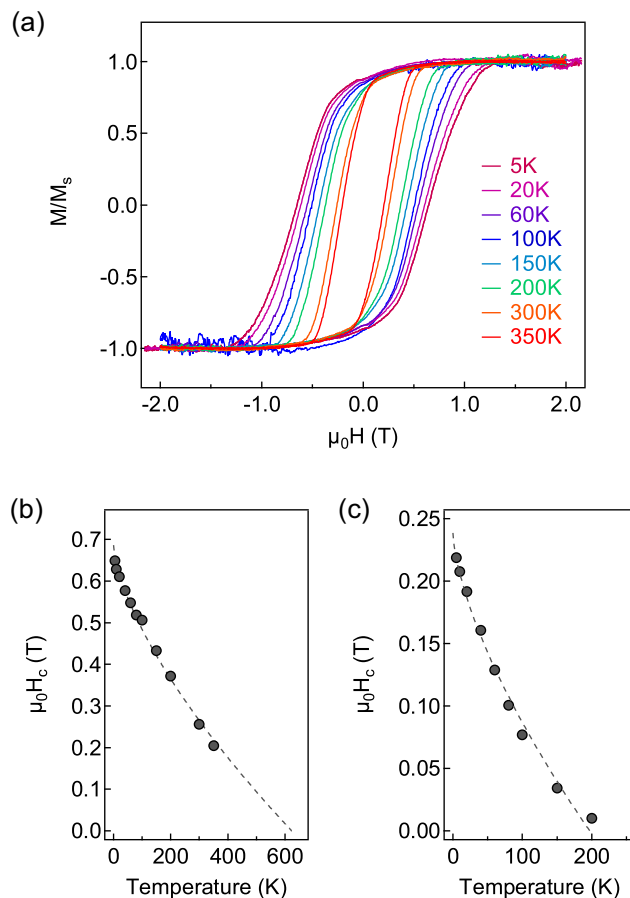 (a)
M/Ms
1.0
0.5
0.0
-0.5
-1.0
5K
20K
60K
100K
150K
200K
300K
350K
-2.0 -1.0 0.0 1.0 2.0
μ₀H (T)
(b)
μ₀Hc (T)
0.7
0.6
0.5
0.4
0.3
0.2
0.1
0.0
0 200 400 600
Temperature (K)
(c)
μ₀Hc (T)
0.25
0.20
0.15
0.10
0.05
0.00
0 100 200
Temperature (K)